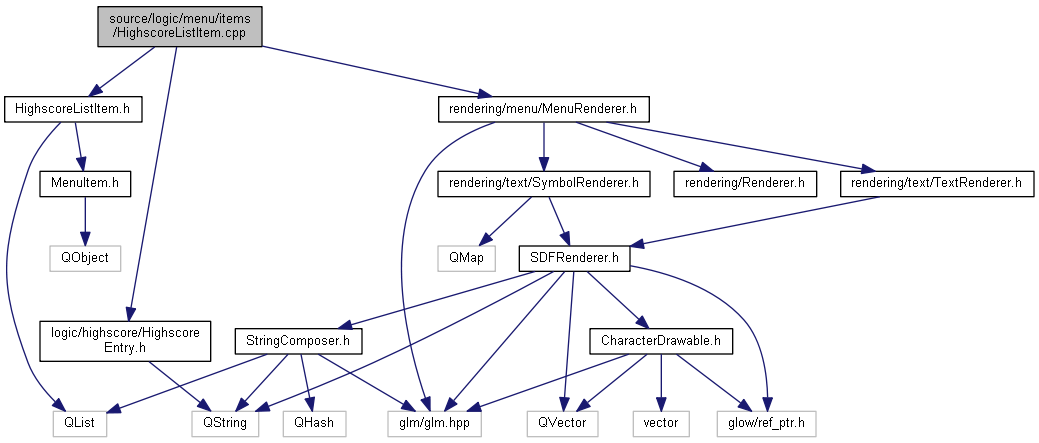 source/logic/menu/items
/HighscoreListItem.cpp
HighscoreListItem.h
rendering/menu/MenuRenderer.h
MenuItem.h
rendering/text/SymbolRenderer.h
rendering/Renderer.h
rendering/text/TextRenderer.h
QObject
QMap
SDFRenderer.h
logic/highscore/Highscore
Entry.h
StringComposer.h
CharacterDrawable.h
QList
QString
QHash
glm/glm.hpp
QVector
vector
glow/ref_ptr.h